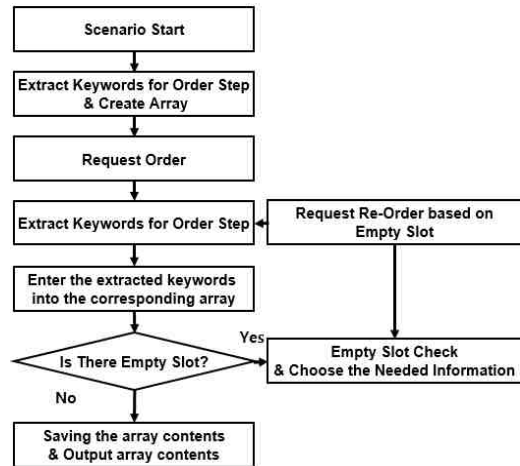 Scenario Start
Extract Keywords for Order Step
& Create Array
Request Order
Extract Keywords for Order Step
Request Re-Order based on
Empty Slot
Enter the extracted keywords
into the corresponding array
Is There Empty Slot?
Yes
Empty Slot Check
& Choose the Needed Information
No
Saving the array contents
& Output array contents